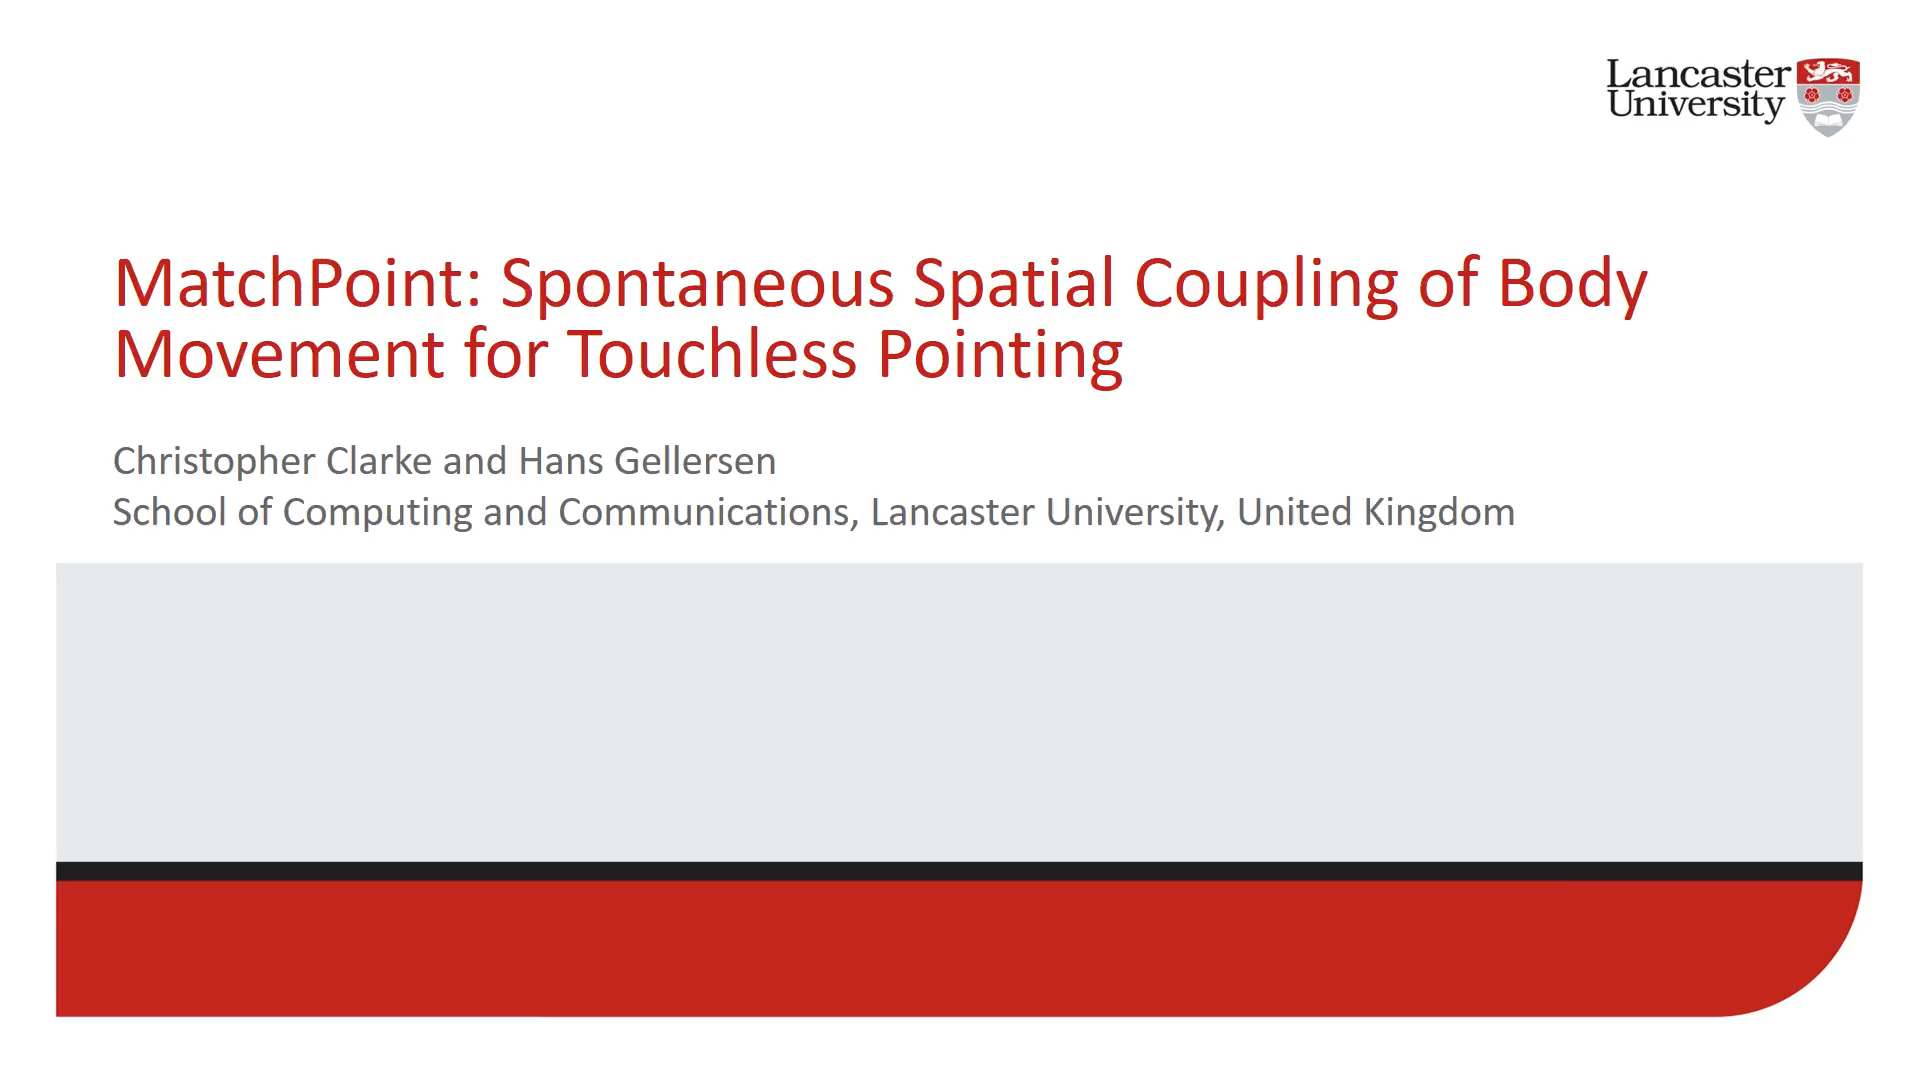 Lancaster
University
MatchPoint: Spontaneous Spatial Coupling of Body
Movement for Touchless Pointing
Christopher Clarke and Hans Gellersen
School of Computing and Communications, Lancaster University, United Kingdom